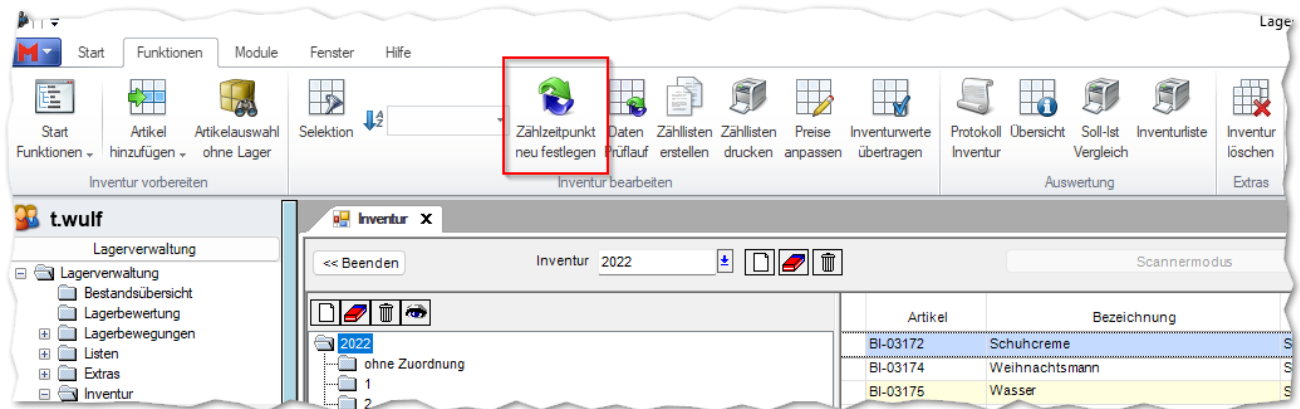 Lage
M Start Funktionen Module Fenster Hilfe
Start Artikel Artikelauswahl Selektion Zählzeitpunkt Daten Zähllisten Zähllisten Preise Inventurwerte Protokoll Übersicht Soll-Ist Inventurliste Inventur
Funktionen hinzufügen ohne Lager neu festlegen Prüflauf erstellen drucken anpassen übertragen Inventur Vergleich löschen
Inventur vorbereiten Inventur bearbeiten Auswertung Extras
t.wulf Inventur X
Lagerverwaltung << Beenden Inventur 2022 Scannermodus
Lagerverwaltung
Bestandsübersicht
Lagerbewertung Artikel Bezeichnung
Lagerbewegungen 2022 BI-03172 Schuhcreme S
Listen ohne Zuordnung BI-03174 Weihnachtsmann S
Extras 1
Inventur 2 BI-03175 Wasser S